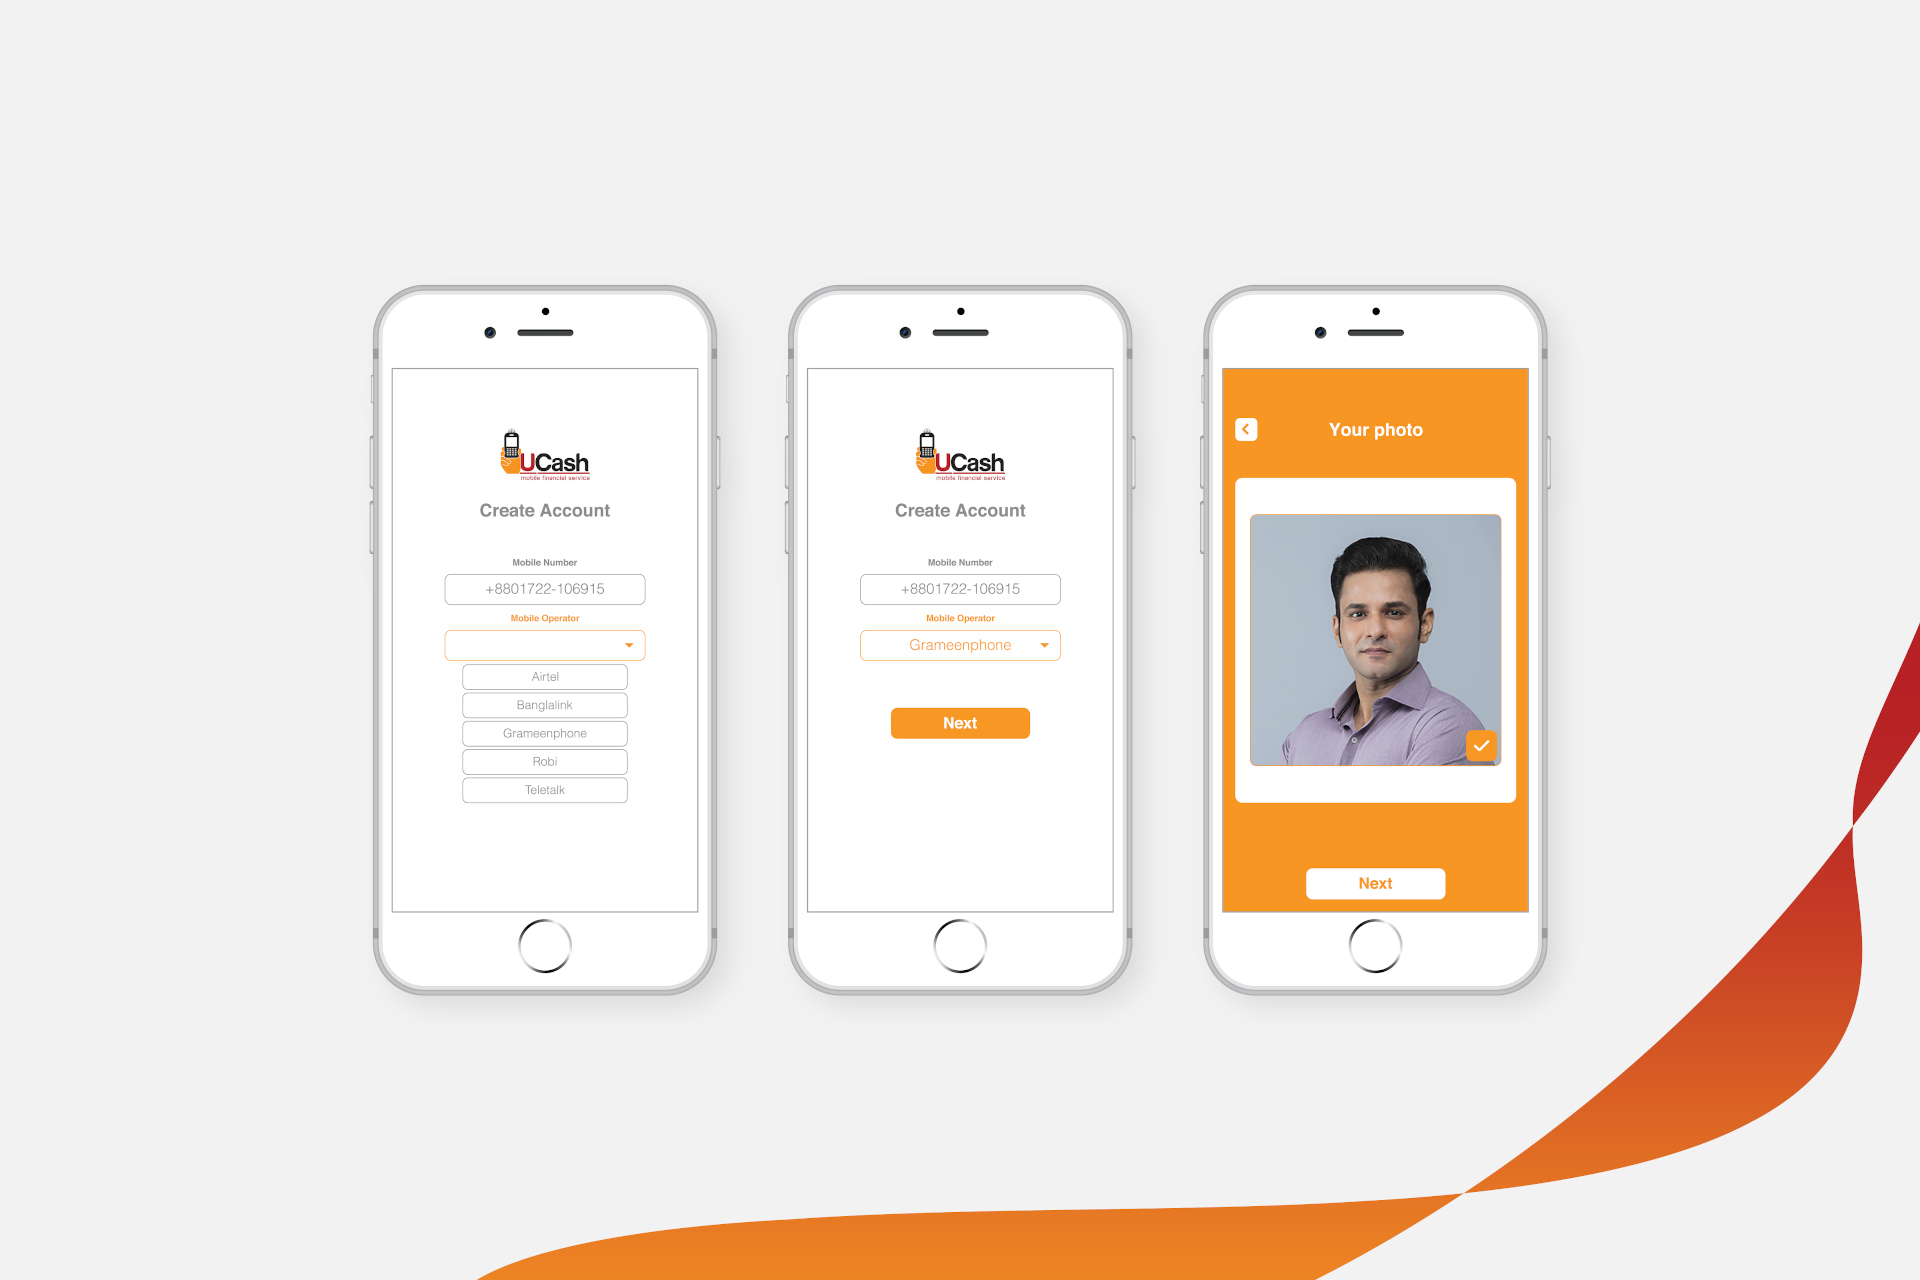 UCash
mobile financial service
Create Account
Mobile Number
+8801722-106915
Mobile Operator
Airtel
Banglalink
Grameenphone
Robi
Teletalk
UCash
mobile financial service
Create Account
Mobile Number
+8801722-106915
Mobile Operator
Grameenphone
Next
Your photo
Next